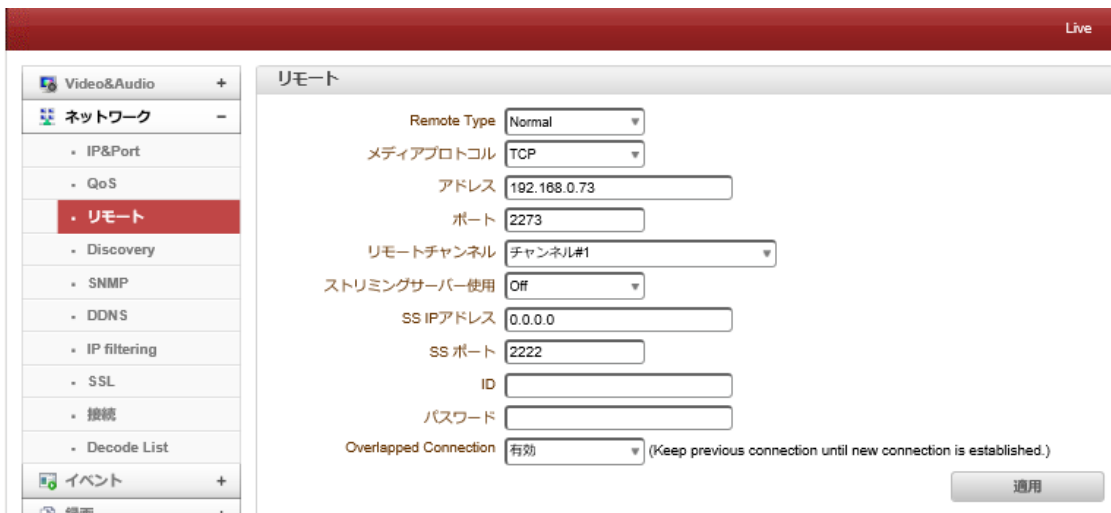 Live
Video&Audio +
ネットワーク -
IP&Port
QoS
リモート
Discovery
SNMP
DDNS
IP filtering
SSL
接続
Decode List
イベント +
録画
リモート
Remote Type Normal
メディアプロトコル TCP
アドレス 192.168.0.73
ポート 2273
リモートチャンネル チャンネル#1
ストリミングサーバー使用 Off
SS IPアドレス 0.0.0.0
SS ポート 2222
ID
パスワード
Overlapped Connection 有効 (Keep previous connection until new connection is established.)
適用